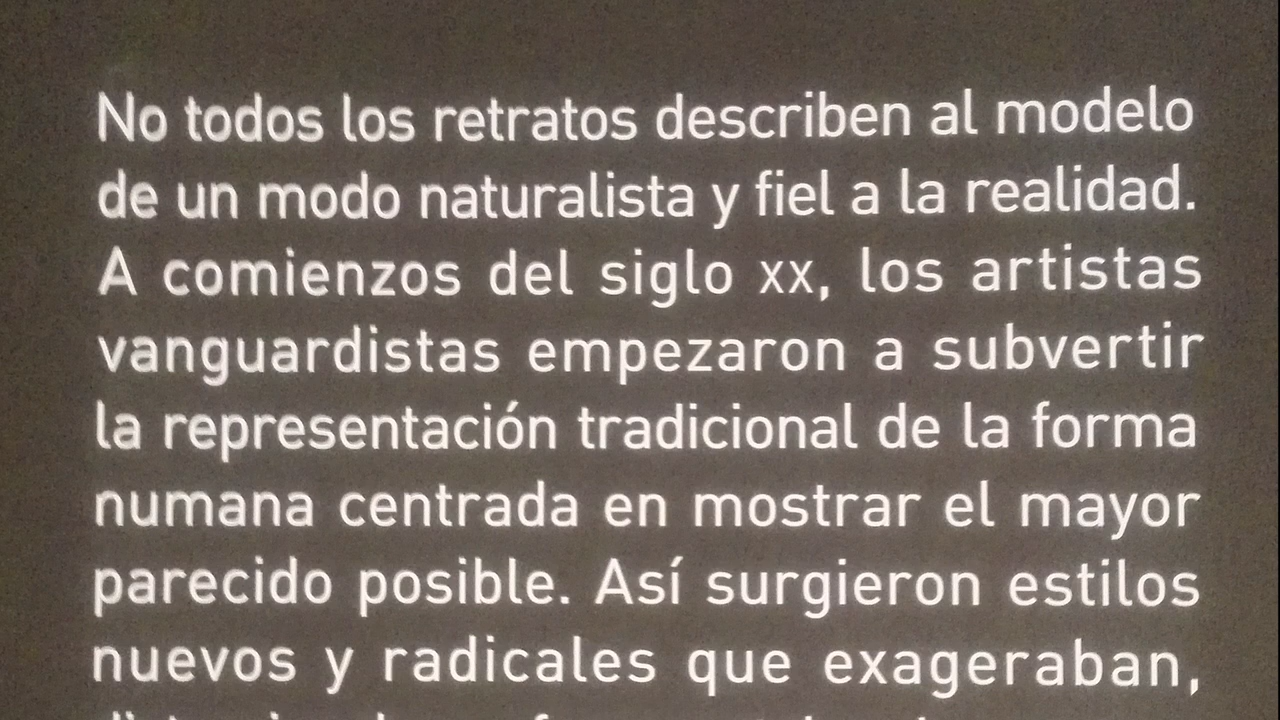 No todos los retratos describen al modelo
de un modo naturalista y fiel a la realidad.
A comienzos del siglo xx, los artistas
vanguardistas empezaron a subvertir
la representación tradicional de la forma
numana centrada en mostrar el mayor
parecido posible. Así surgieron estilos
nuevos y radicales que exageraban,